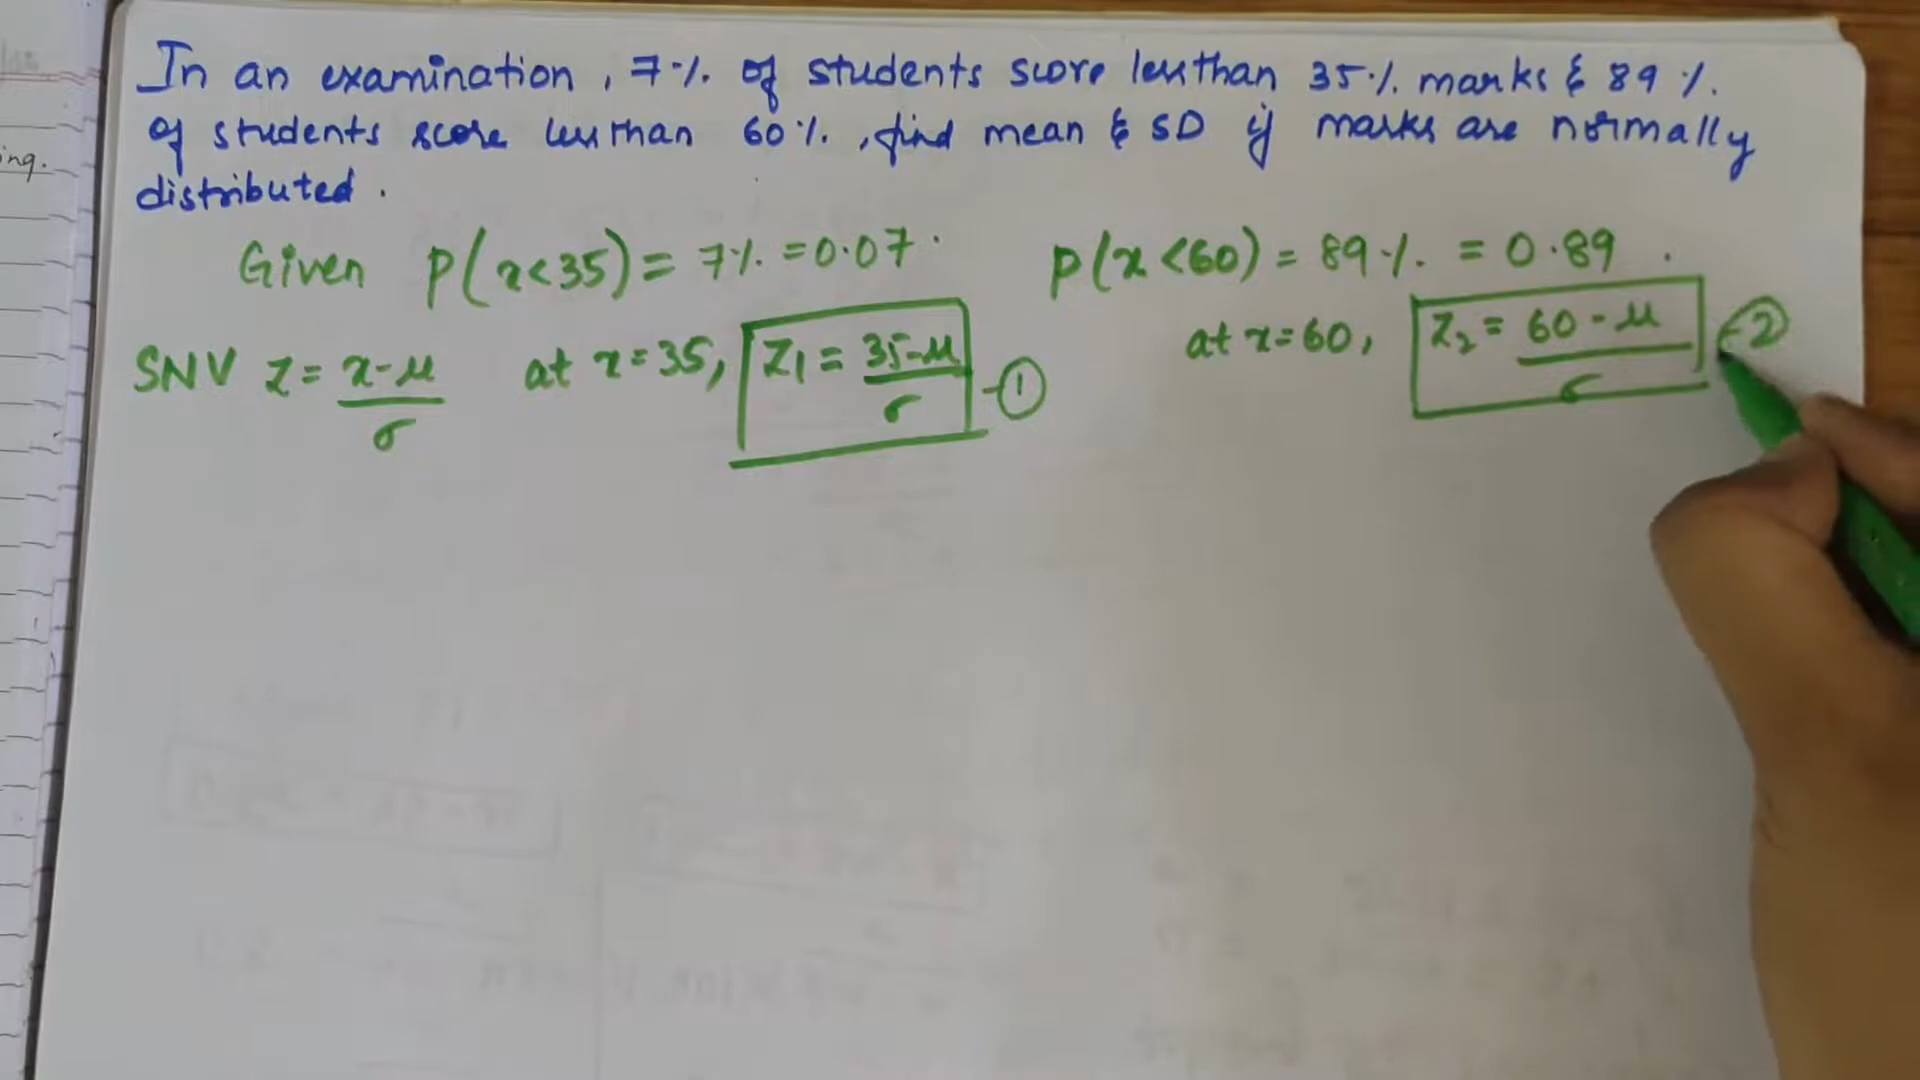 In an examination, 7% of students score less than 35% marks & 89%
of students score less than 60%, find mean & SD if marks are normally
distributed.
ing.
Given P(x<35) = 7% = 0.07. P(x<60) = 89% = 0.89.
SNV Z = x-μ/σ at x=35, Z1 = 35-μ/σ -① at x=60, Z2 = 60-μ/σ -②